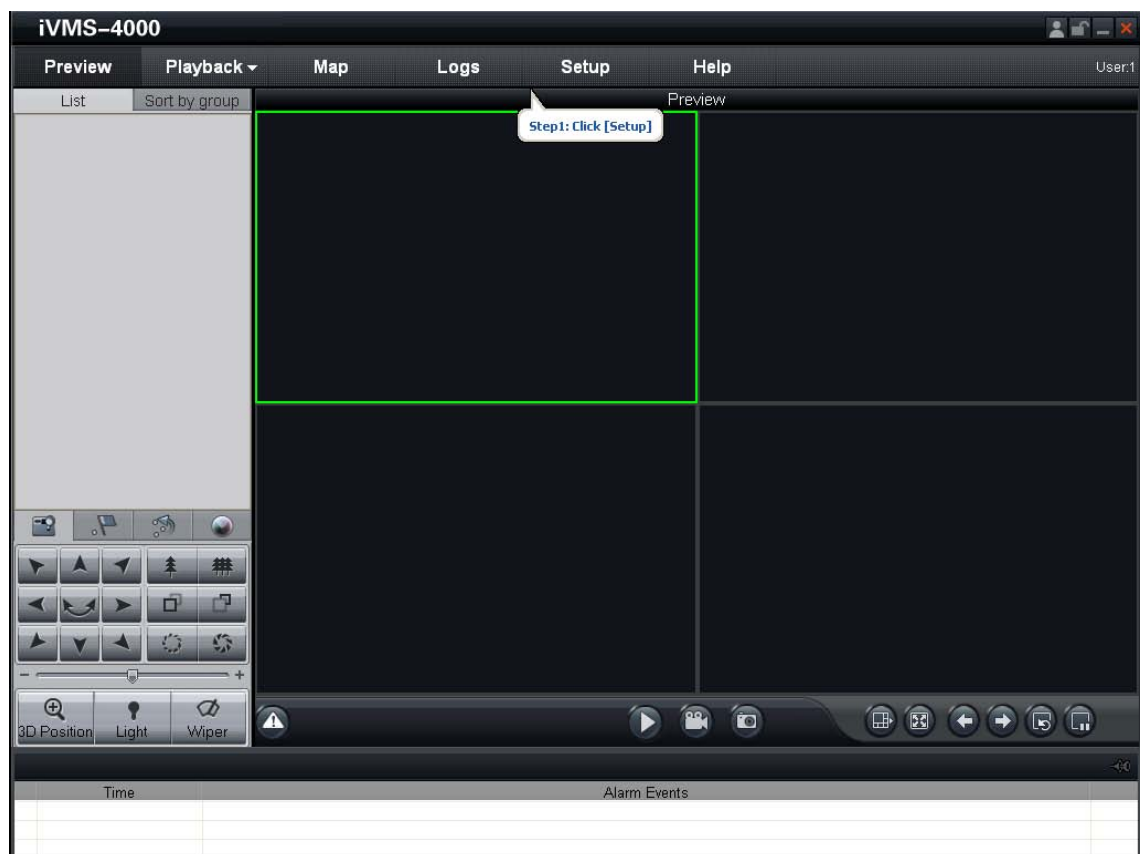 iVMS-4000
Preview Playback Map Logs Setup Help User:1
List Sort by group Preview
Step1: Click [Setup]
3D Position Light Wiper
Time Alarm Events